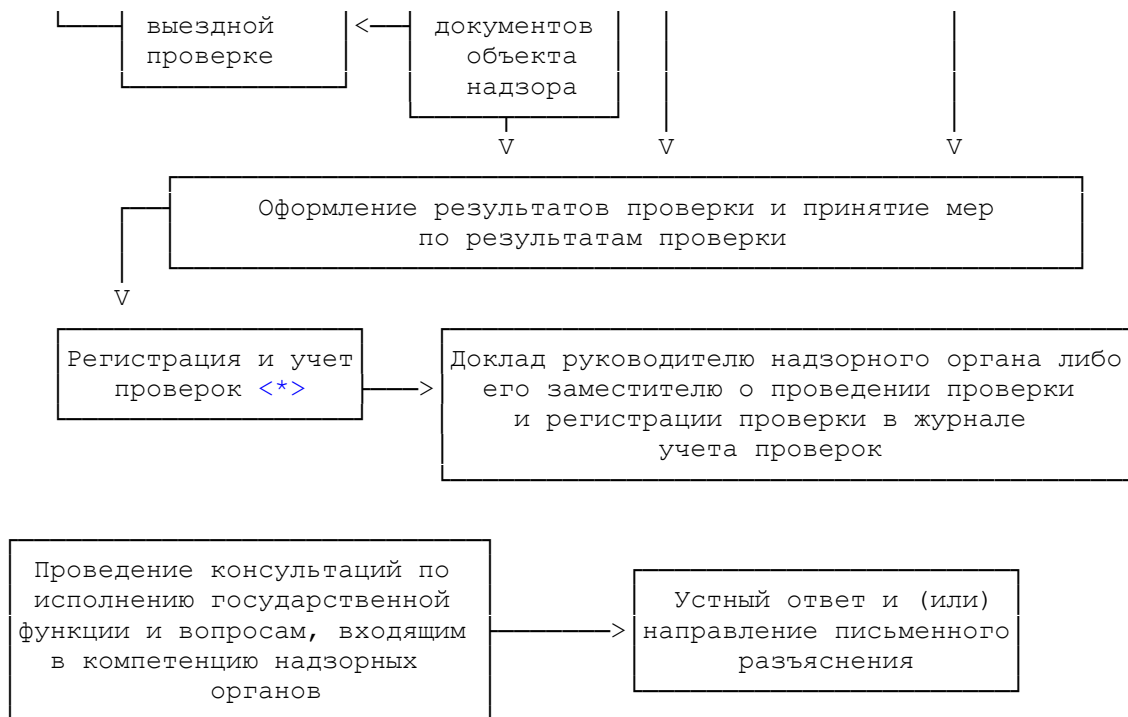 выездной
проверке
документов
объекта
надзора
Оформление результатов проверки и принятие мер
по результатам проверки
Регистрация и учет
проверок <*>
Доклад руководителю надзорного органа либо
его заместителю о проведении проверки
и регистрации проверки в журнале
учета проверок
Проведение консультаций по
исполнению государственной
функции и вопросам, входящим
в компетенцию надзорных
органов
Устный ответ и (или)
направление письменного
разъяснения